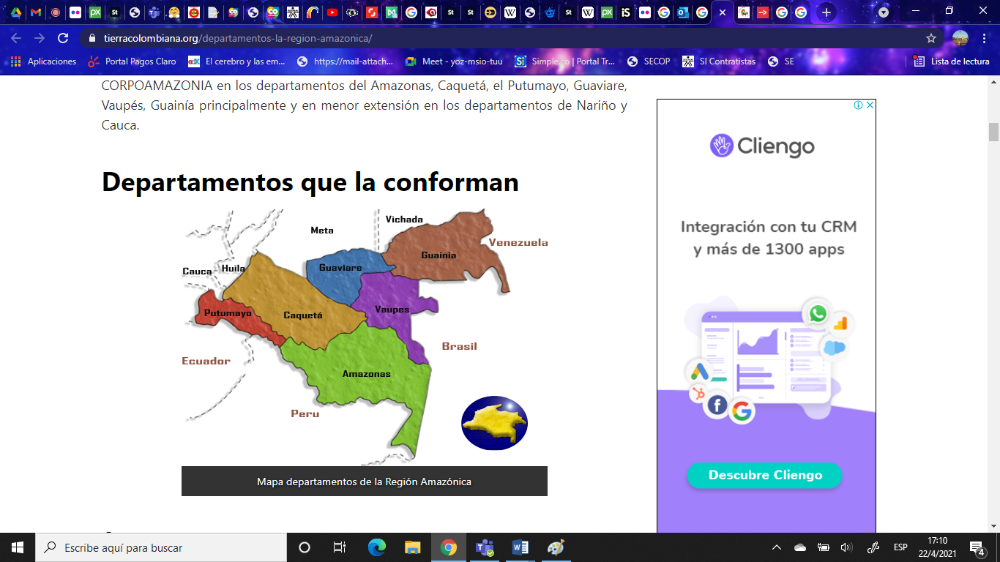 tierracolombiana.org/departamentos-la-region-amazonica/
Aplicaciones
Portal Pagos Claro
El cerebro y las em...
https://mail-attach...
Meet - yoz-msio-tuu
Simple.co | Portal Tr...
SECOP
SI Contratistas
SE
Lista de lectura
CORPOAMAZONIA en los departamentos del Amazonas, Caquetá, el Putumayo, Guaviare,
Vaupés, Guainía principalmente y en menor extensión en los departamentos de Nariño y
Cauca.
Departamentos que la conforman
Vichada
Meta
Venezuela
Guainia
Guaviare
Huila
Cauca
Vaupes
Putumayo
Caquetá
Brasil
Ecuador
Amazonas
Peru
Mapa departamentos de la Región Amazónica
Cliengo
Integración con tu CRM
y más de 1300 apps
Descubre Cliengo
Escribe aquí para buscar
ESP
17:10
22/4/2021
4